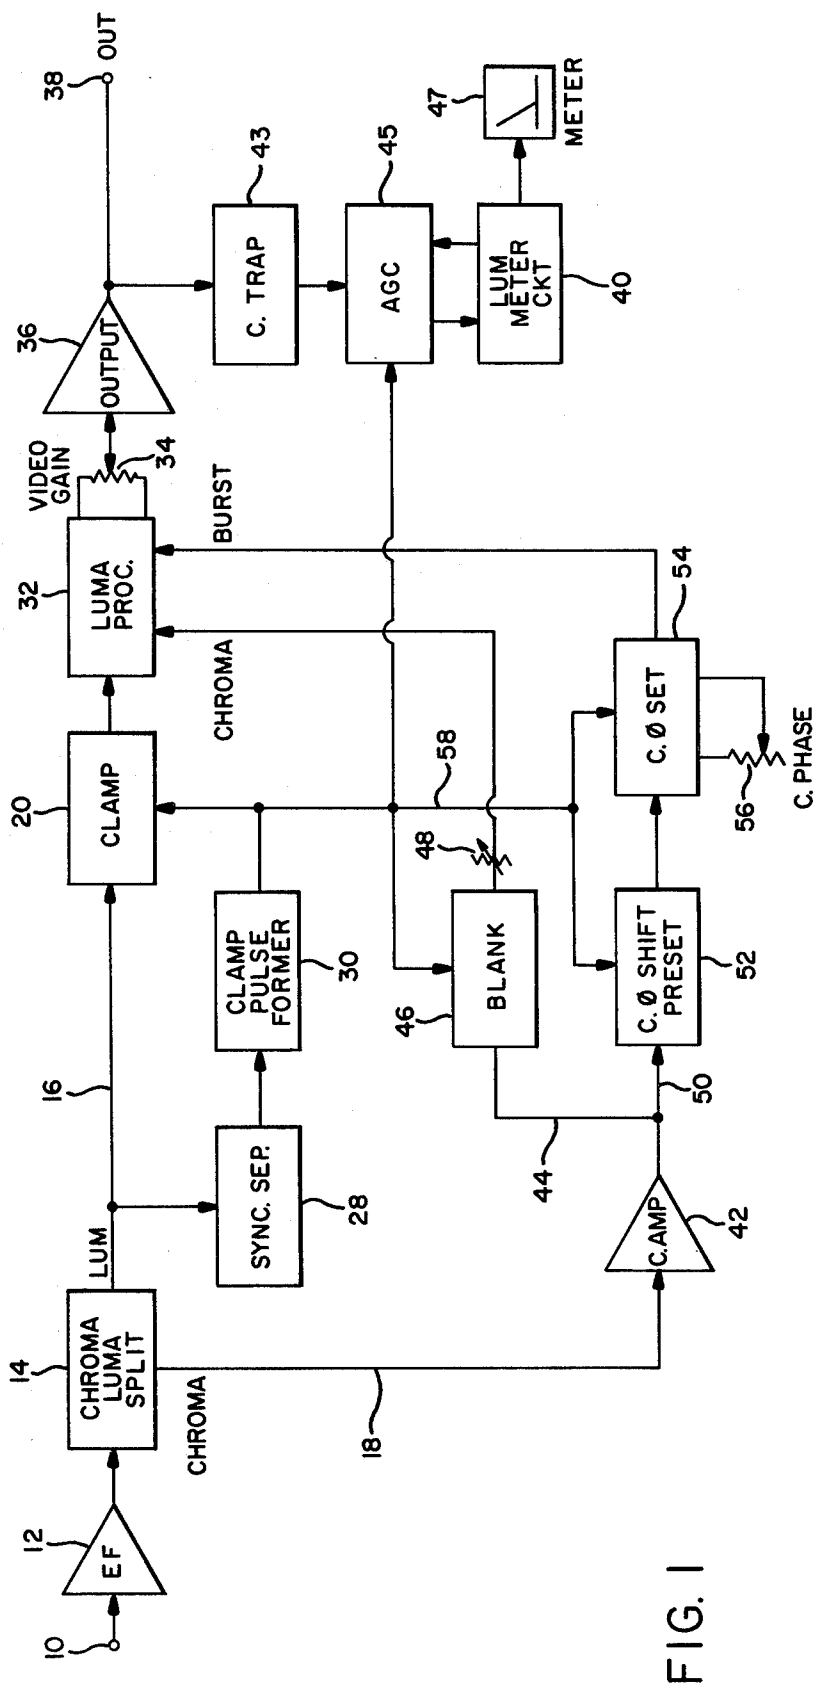 10
12
EF
14
CHROMA
LUMA
SPLIT
LUM
16
CHROMA
18
SYNC. SEP.
28
CLAMP
PULSE
FORMER
30
20
CLAMP
32
LUMA
PROC.
VIDEO
GAIN
34
36
OUTPUT
38
OUT
C. TRAP
43
AGC
45
LUM
METER
CKT
40
47
METER
CHROMA
BURST
58
48
46
BLANK
44
42
C.AMP
50
C. Ø SHIFT
PRESET
52
C. Ø SET
54
56
C. PHASE
FIG. 1